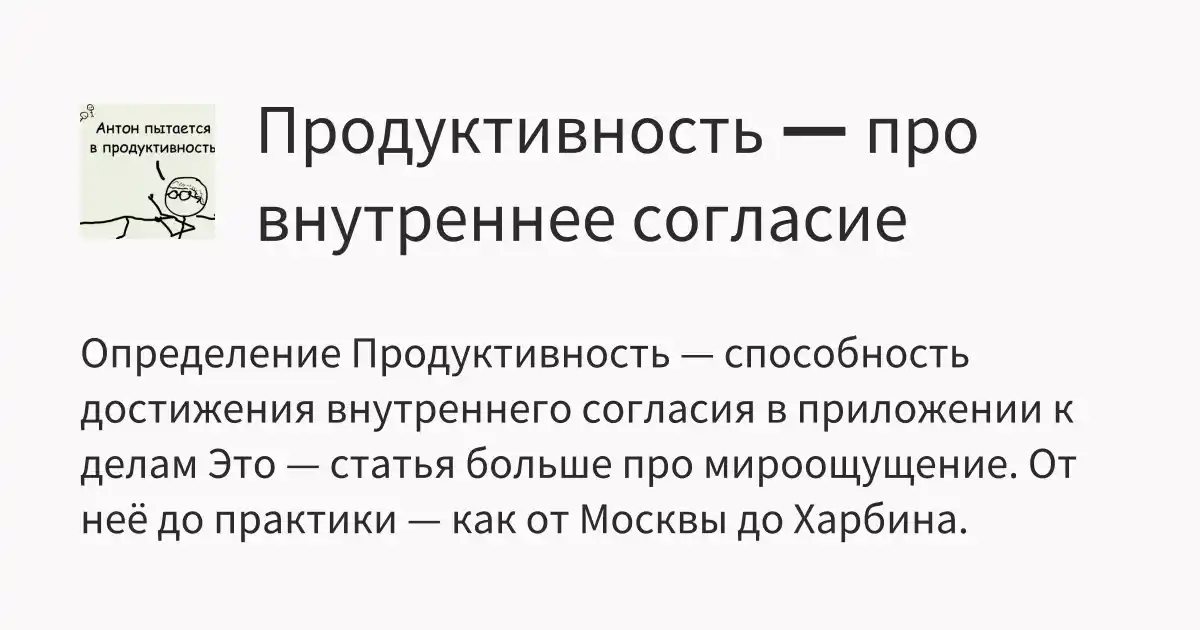 Антон пытается
в продуктивность
Продуктивность — про
внутреннее согласие
Определение Продуктивность — способность
достижения внутреннего согласия в приложении к
делам Это — статья больше про мироощущение. От
неё до практики — как от Москвы до Харбина.